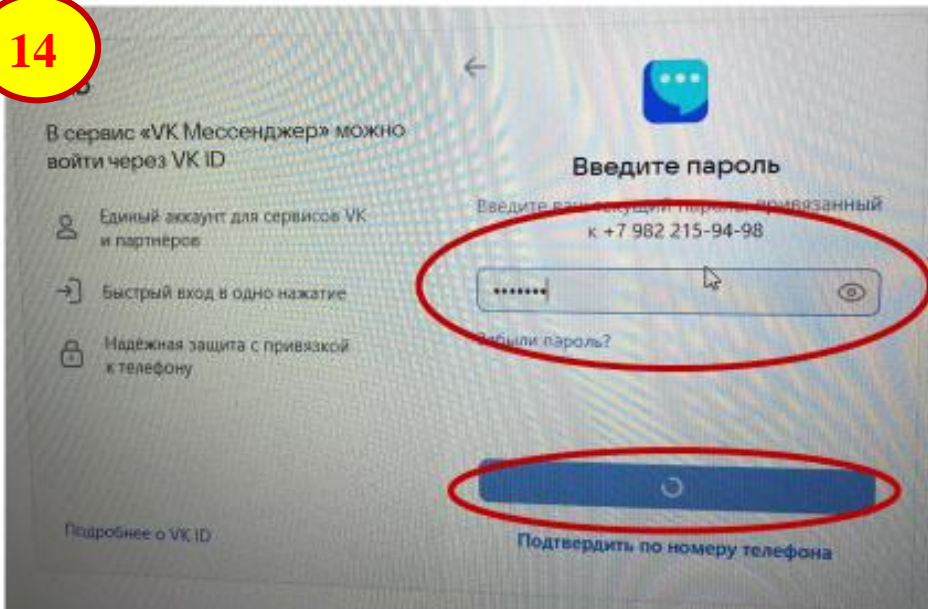 14
В сервис «VK Мессенджер» можно
войти через VK ID
Единый аккаунт для сервисов VK
и партнёров
Быстрый вход в одно нажатие
Надёжная защита с привязкой
к телефону
Подробнее о VK ID
Введите пароль
Введите ваш текущий пароль, привязанный
к +7 982 215-94-98
•••••••
Забыли пароль?
Подтвердить по номеру телефона